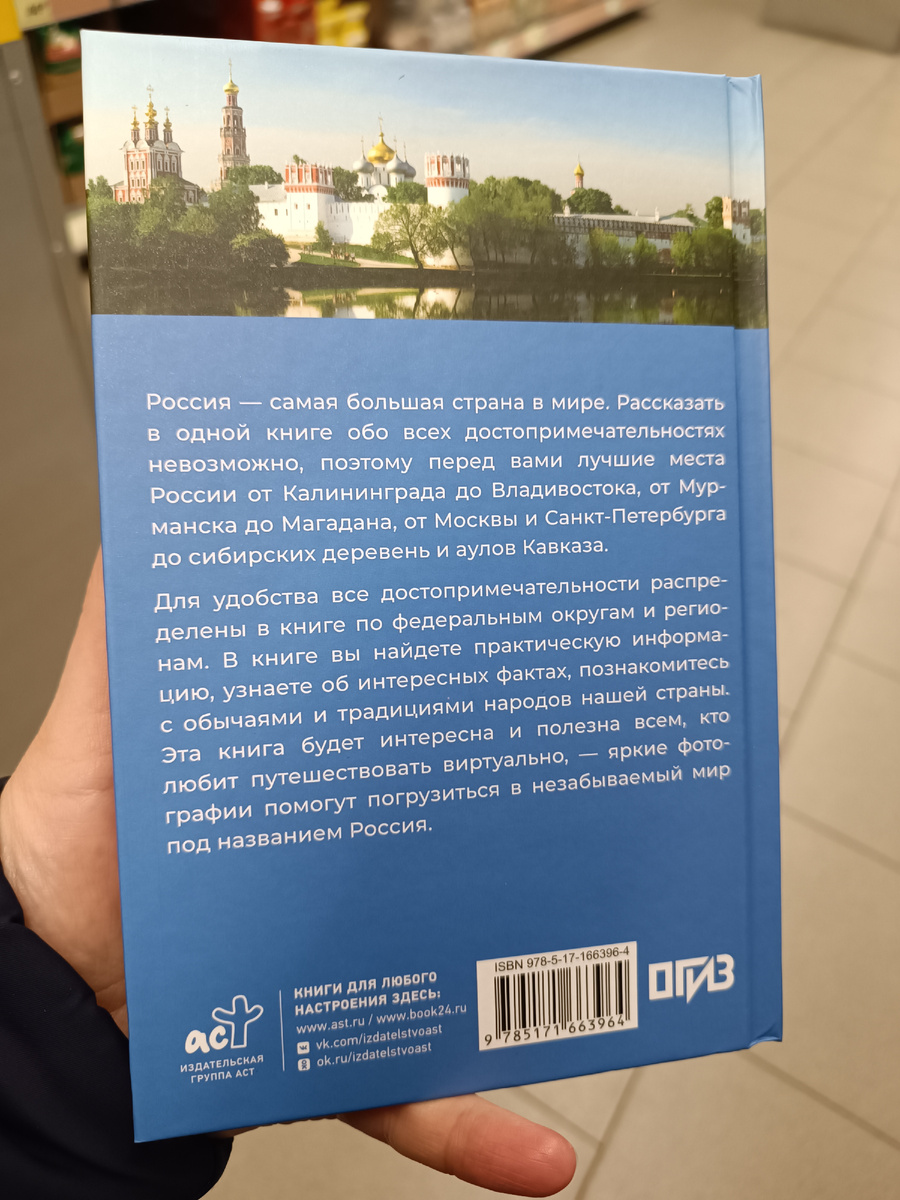 Россия — самая большая страна в мире. Рассказать
в одной книге обо всех достопримечательностях
невозможно, поэтому перед вами лучшие места
России от Калининграда до Владивостока, от Мур-
манска до Магадана, от Москвы и Санкт-Петербурга
до сибирских деревень и аулов Кавказа.
Для удобства все достопримечательности распре-
делены в книге по федеральным округам и регио-
нам. В книге вы найдете практическую информа-
цию, узнаете об интересных фактах, познакомитесь
с обычаями и традициями народов нашей страны.
Эта книга будет интересна и полезна всем, кто
любит путешествовать виртуально, — яркие фото-
графии помогут погрузиться в незабываемый мир
под названием Россия.
аст
ИЗДАТЕЛЬСКАЯ
ГРУППА АСТ
КНИГИ ДЛЯ ЛЮБОГО
НАСТРОЕНИЯ ЗДЕСЬ:
www.ast.ru / www.book24.ru
vk.com/izdatelstvoast
ok.ru/izdatelstvoast
ISBN 978-5-17-166396-4
9 785171 663964
ОГИЗ